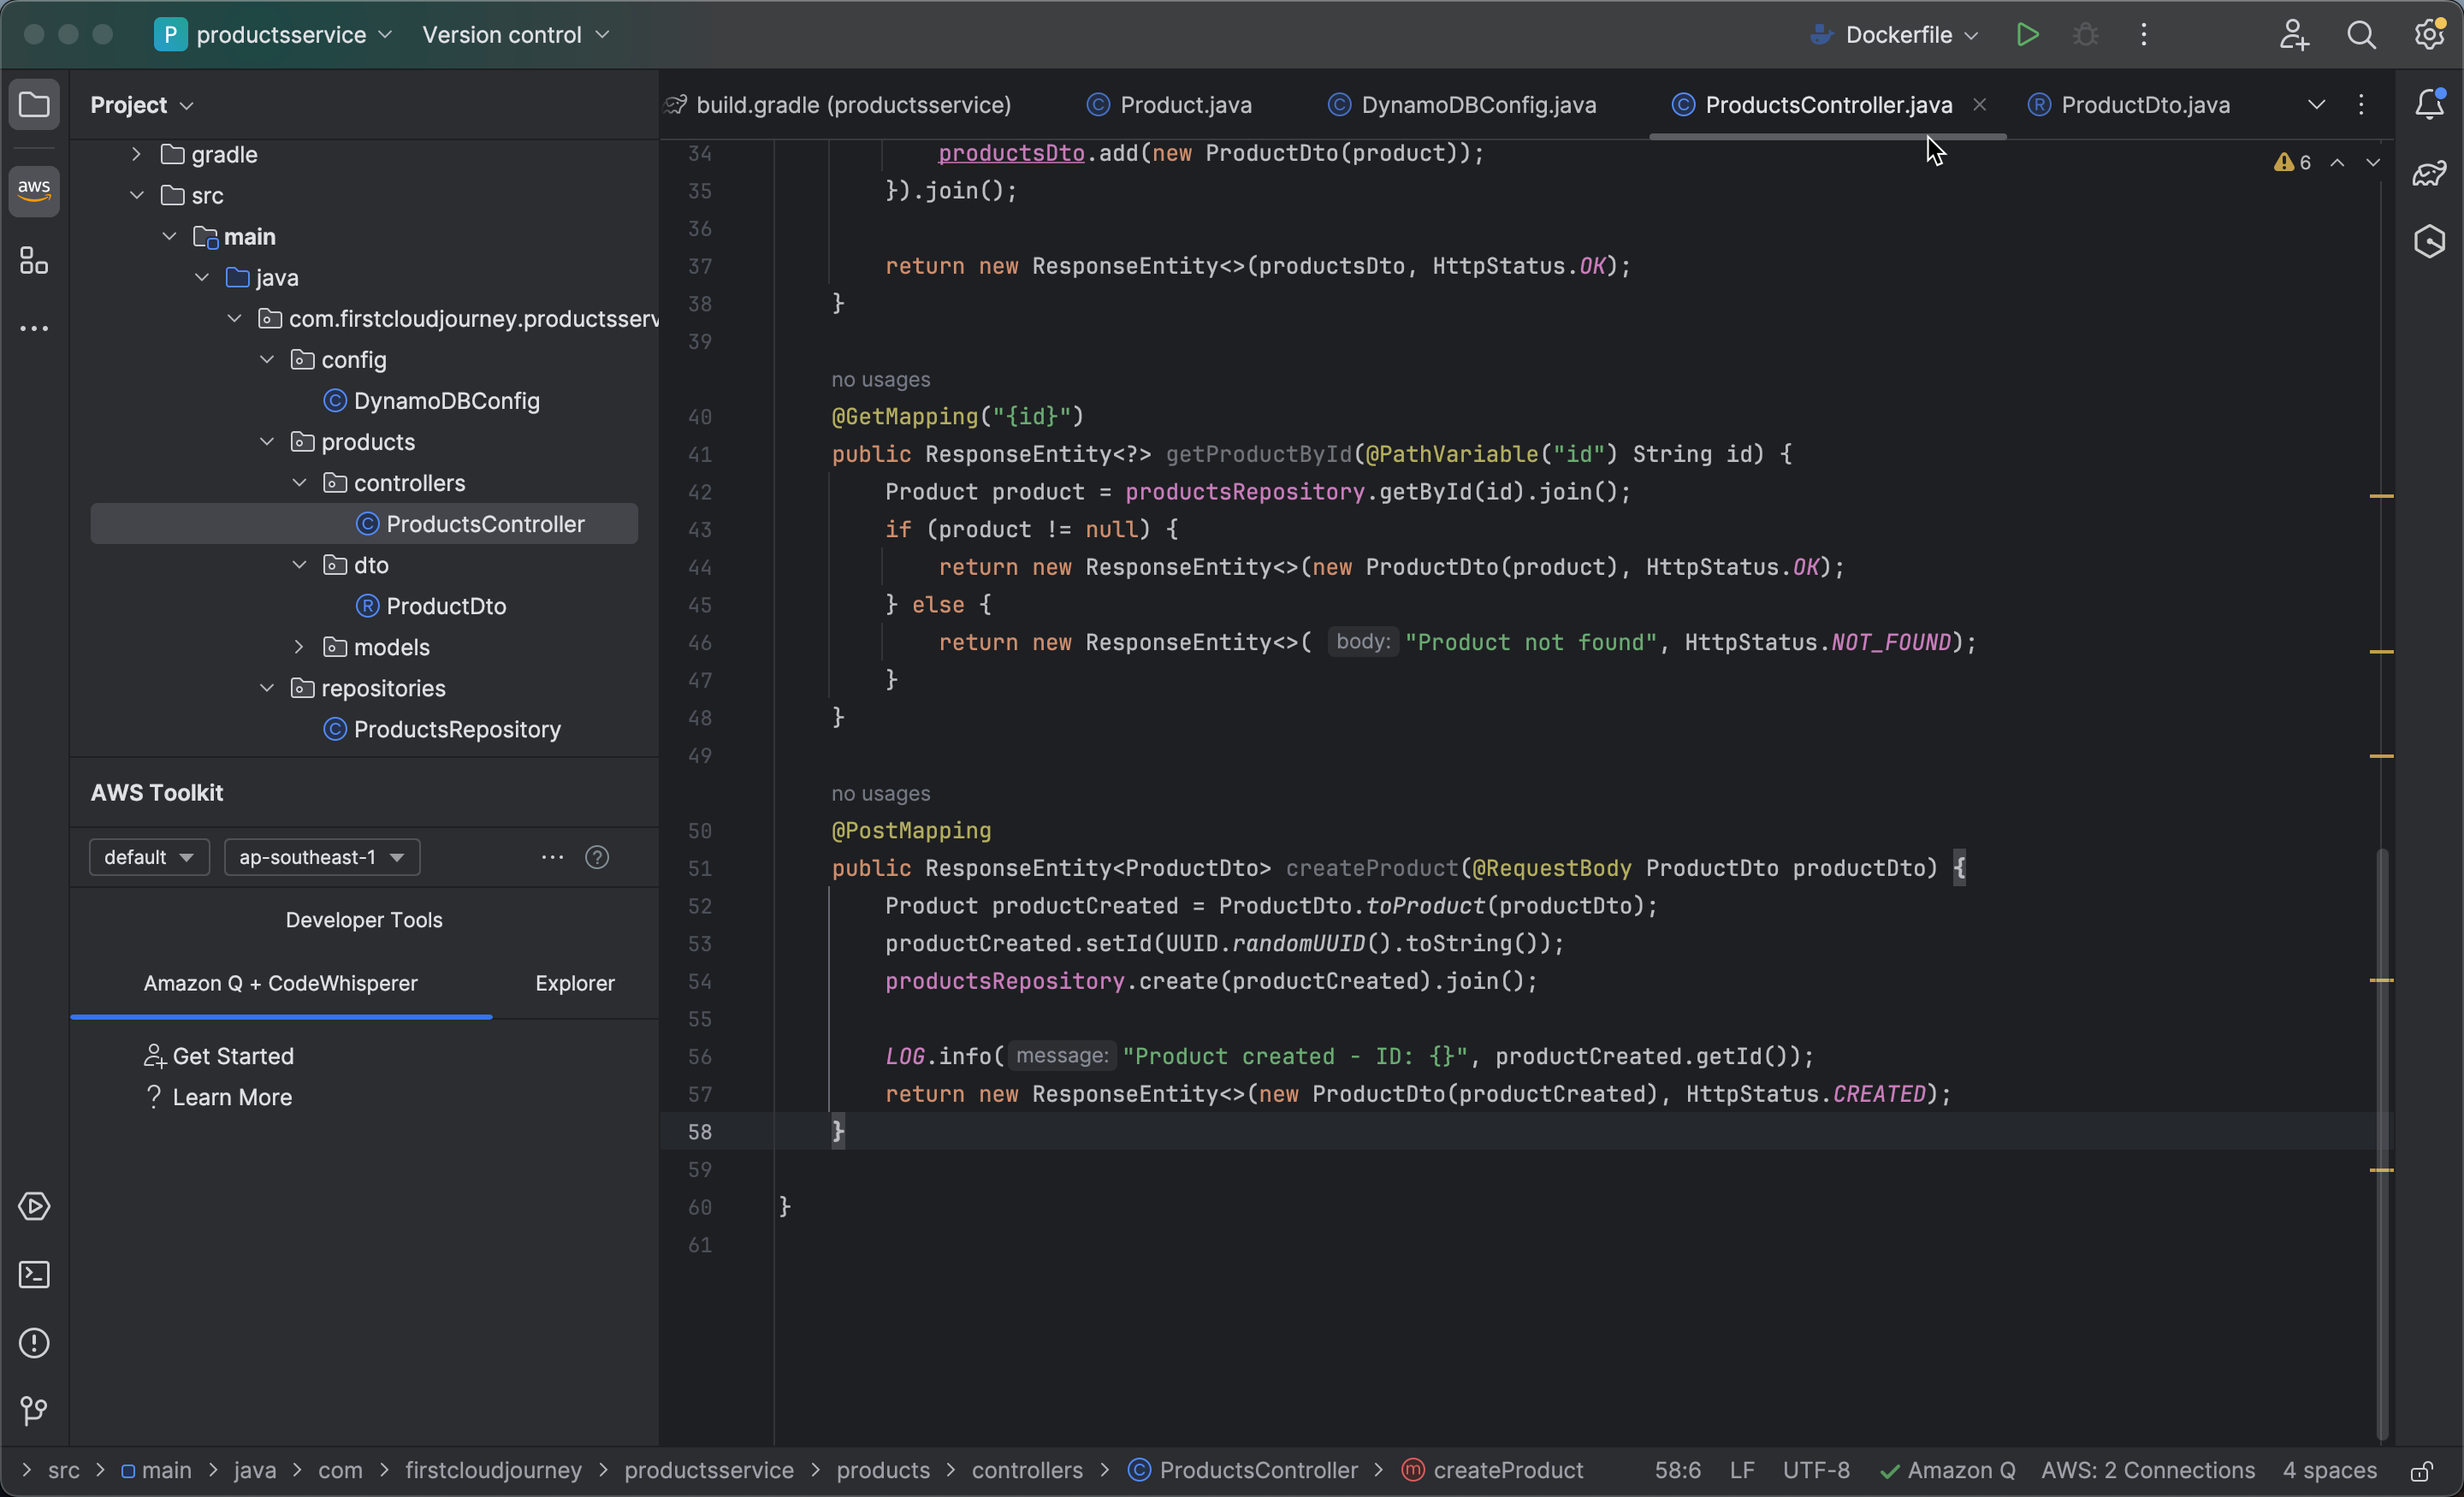 P productsservice Version control Dockerfile
Project
build.gradle (productsservice) Product.java DynamoDBConfig.java ProductsController.java ProductDto.java
aws
gradle
src
main
java
com.firstcloudjourney.productsserv
config
DynamoDBConfig
products
controllers
ProductsController
dto
ProductDto
models
repositories
ProductsRepository
AWS Toolkit
default ap-southeast-1
Developer Tools
Amazon Q + CodeWhisperer Explorer
Get Started
Learn More
6
34 productsDto.add(new ProductDto(product));
35 }).join();
36
37 return new ResponseEntity<>(productsDto, HttpStatus.OK);
38 }
39
no usages
40 @GetMapping("{id}")
41 public ResponseEntity<?> getProductById(@PathVariable("id") String id) {
42 Product product = productsRepository.getById(id).join();
43 if (product != null) {
44 return new ResponseEntity<>(new ProductDto(product), HttpStatus.OK);
45 } else {
46 return new ResponseEntity<>( body: "Product not found", HttpStatus.NOT_FOUND);
47 }
48 }
49
no usages
50 @PostMapping
51 public ResponseEntity<ProductDto> createProduct(@RequestBody ProductDto productDto) {
52 Product productCreated = ProductDto.toProduct(productDto);
53 productCreated.setId(UUID.randomUUID().toString());
54 productsRepository.create(productCreated).join();
55
56 LOG.info( message: "Product created - ID: {}", productCreated.getId());
57 return new ResponseEntity<>(new ProductDto(productCreated), HttpStatus.CREATED);
58 }
59
60 }
61
src > main > java > com > firstcloudjourney > productsservice > products > controllers > ProductsController > createProduct 58:6 LF UTF-8 Amazon Q AWS: 2 Connections 4 spaces